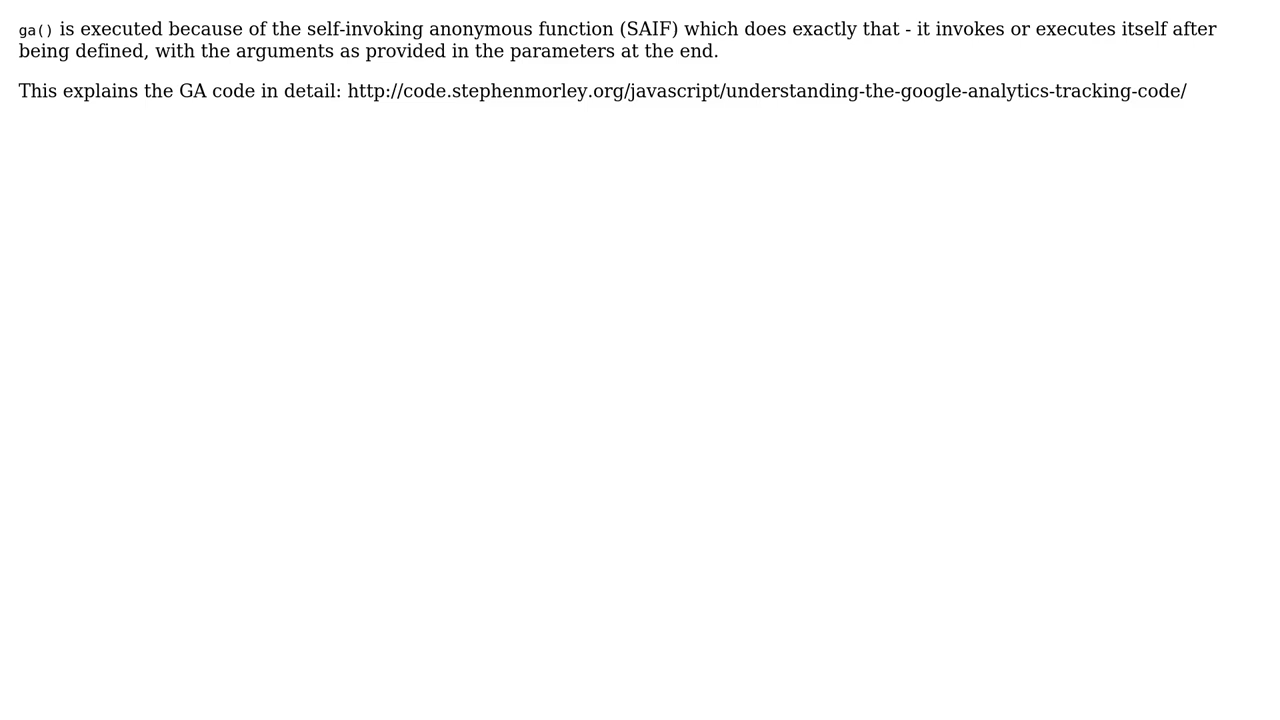 ga() is executed because of the self-invoking anonymous function (SAIF) which does exactly that - it invokes or executes itself after
being defined, with the arguments as provided in the parameters at the end.
This explains the GA code in detail: http://code.stephenmorley.org/javascript/understanding-the-google-analytics-tracking-code/